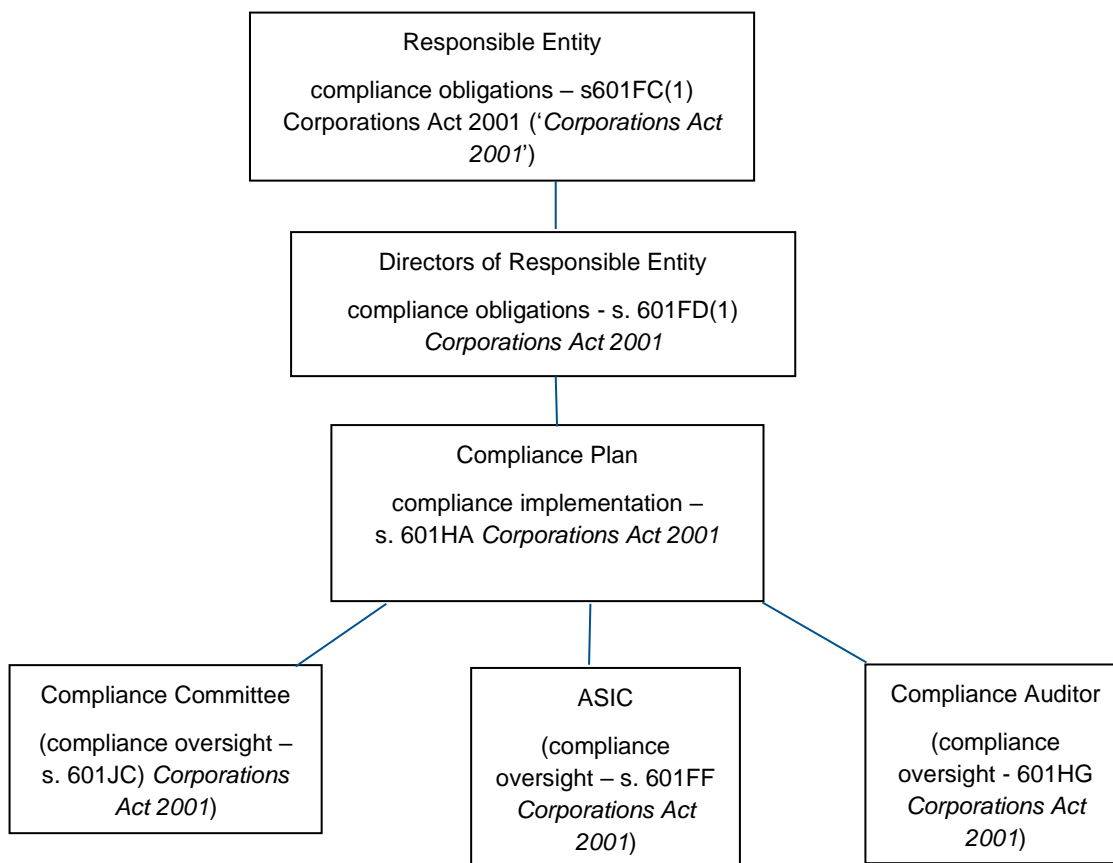 Responsible Entity
compliance obligations – s601FC(1)
Corporations Act 2001 (‘Corporations Act
2001’)
Directors of Responsible Entity
compliance obligations - s. 601FD(1)
Corporations Act 2001
Compliance Plan
compliance implementation –
s. 601HA Corporations Act 2001
Compliance Committee
(compliance oversight –
s. 601JC) Corporations
Act 2001)
ASIC
(compliance
oversight – s. 601FF
Corporations Act
2001)
Compliance Auditor
(compliance
oversight - 601HG
Corporations Act
2001)